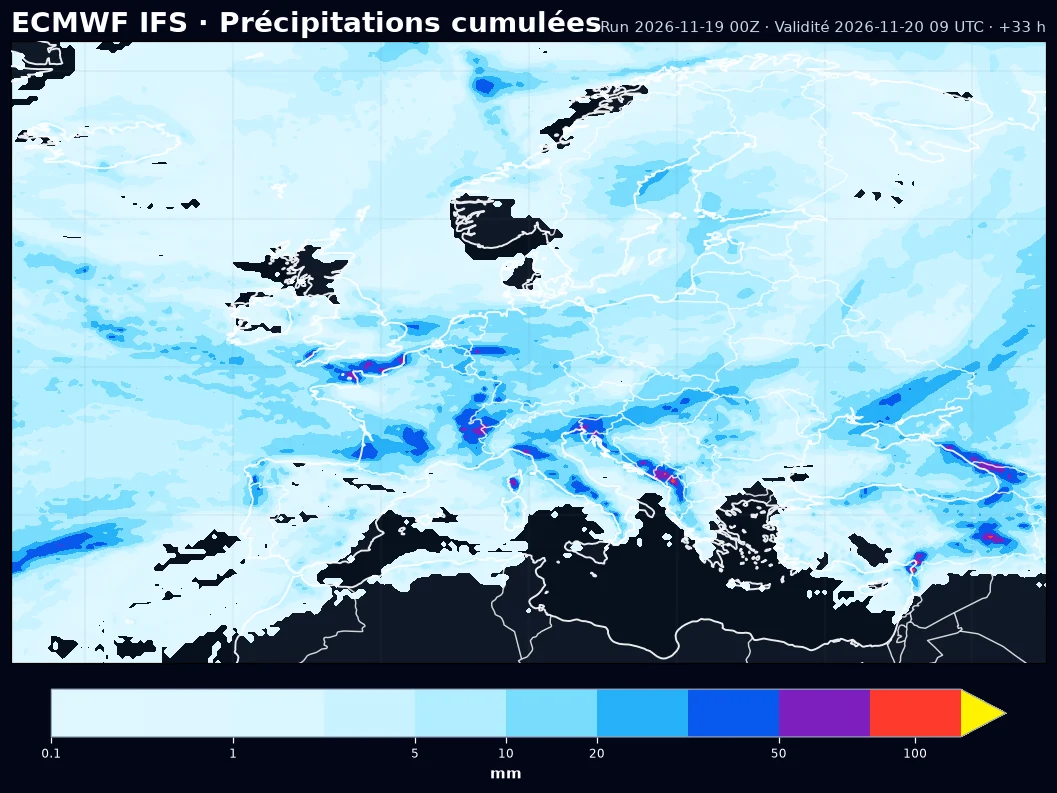 ECMWF IFS · Précipitations cumulées
Run 2026-11-19 00Z · Validité 2026-11-20 09 UTC · +33 h
0.1 1 5 10 20 50 100
mm